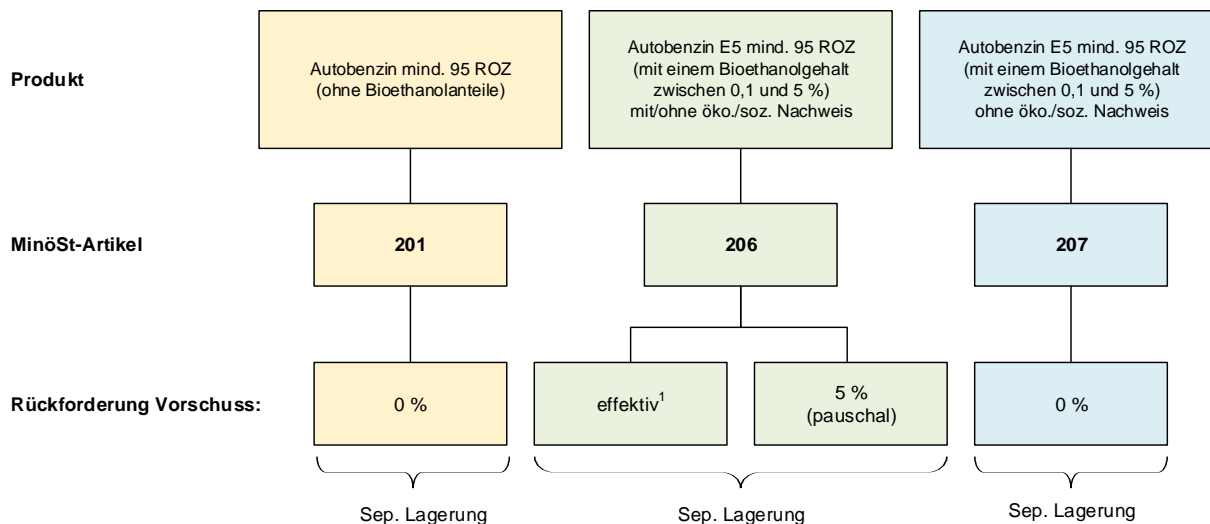 Produkt
Autobenzin mind. 95 ROZ
(ohne Bioethanolanteile)
Autobenzin E5 mind. 95 ROZ
(mit einem Bioethanolgehalt
zwischen 0,1 und 5 %)
mit/ohne öko./soz. Nachweis
Autobenzin E5 mind. 95 ROZ
(mit einem Bioethanolgehalt
zwischen 0,1 und 5 %)
ohne öko./soz. Nachweis
MinöSt-Artikel
201
206
207
Rückforderung Vorschuss:
0 %
effektiv¹
5 %
(pauschal)
0 %
Sep. Lagerung
Sep. Lagerung
Sep. Lagerung